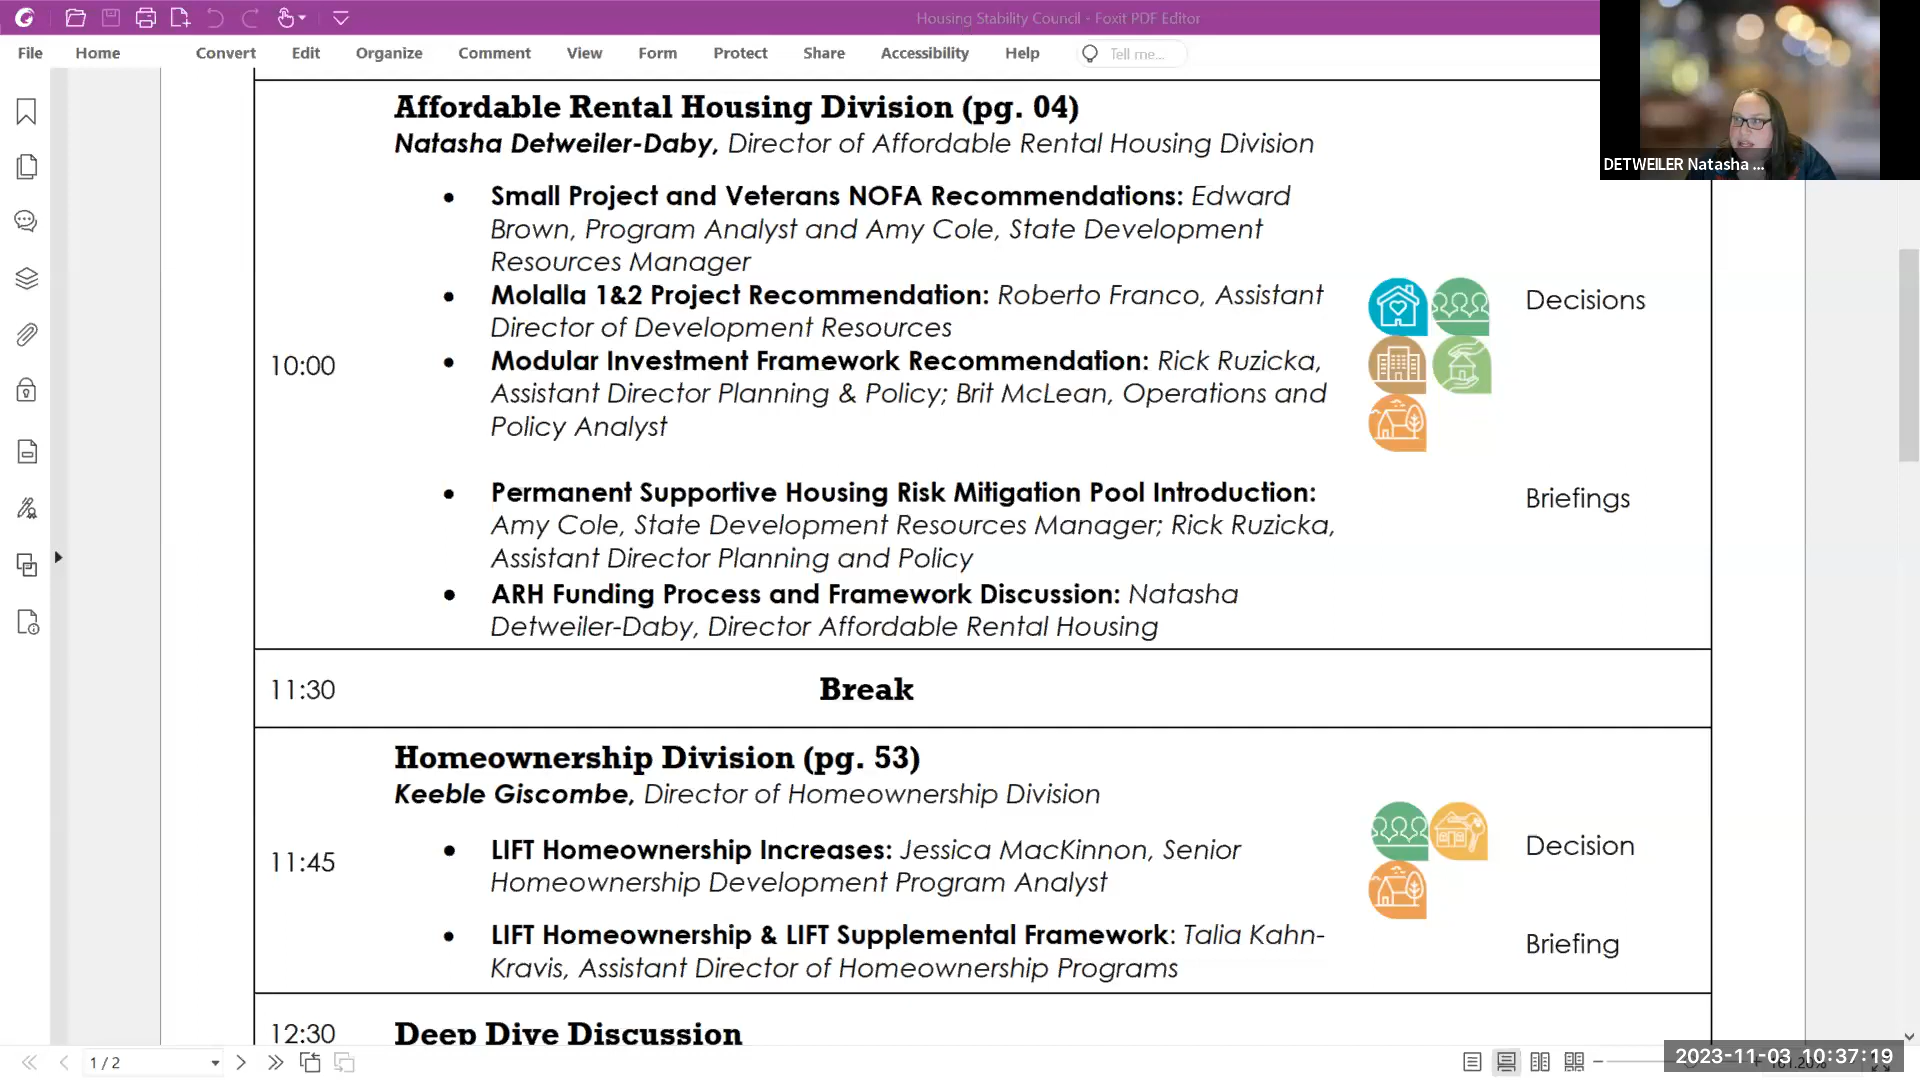 Housing Stability Council - Foxit PDF Editor
File Home Convert Edit Organize Comment View Form Protect Share Accessibility Help Tell me...
DETWEILER Natasha ...
Affordable Rental Housing Division (pg. 04)
Natasha Detweiler-Daby, Director of Affordable Rental Housing Division
• Small Project and Veterans NOFA Recommendations: Edward
Brown, Program Analyst and Amy Cole, State Development
Resources Manager
• Molalla 1&2 Project Recommendation: Roberto Franco, Assistant
Director of Development Resources
Decisions
10:00
• Modular Investment Framework Recommendation: Rick Ruzicka,
Assistant Director Planning & Policy; Brit McLean, Operations and
Policy Analyst
• Permanent Supportive Housing Risk Mitigation Pool Introduction:
Amy Cole, State Development Resources Manager; Rick Ruzicka,
Assistant Director Planning and Policy
Briefings
• ARH Funding Process and Framework Discussion: Natasha
Detweiler-Daby, Director Affordable Rental Housing
11:30 Break
Homeownership Division (pg. 53)
Keeble Giscombe, Director of Homeownership Division
11:45
• LIFT Homeownership Increases: Jessica MacKinnon, Senior
Homeownership Development Program Analyst
Decision
• LIFT Homeownership & LIFT Supplemental Framework: Talia Kahn-
Kravis, Assistant Director of Homeownership Programs
Briefing
12:30 Deep Dive Discussion
1 / 2
2023-11-03 10:37:19